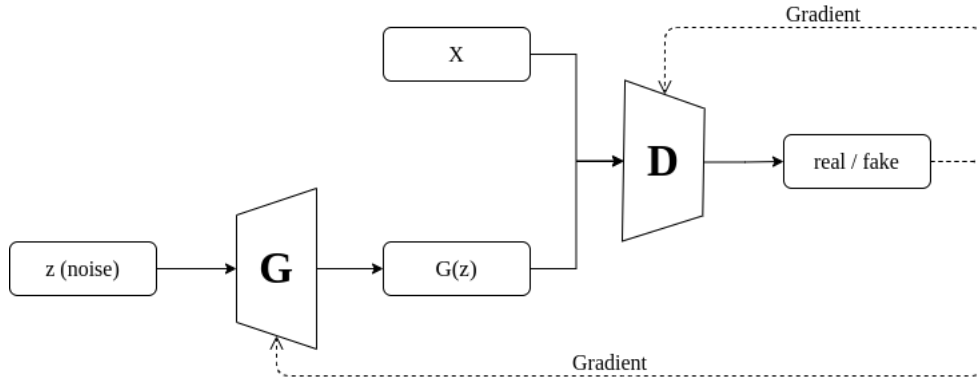 Gradient
X
D
real / fake
z (noise)
G
G(z)
Gradient